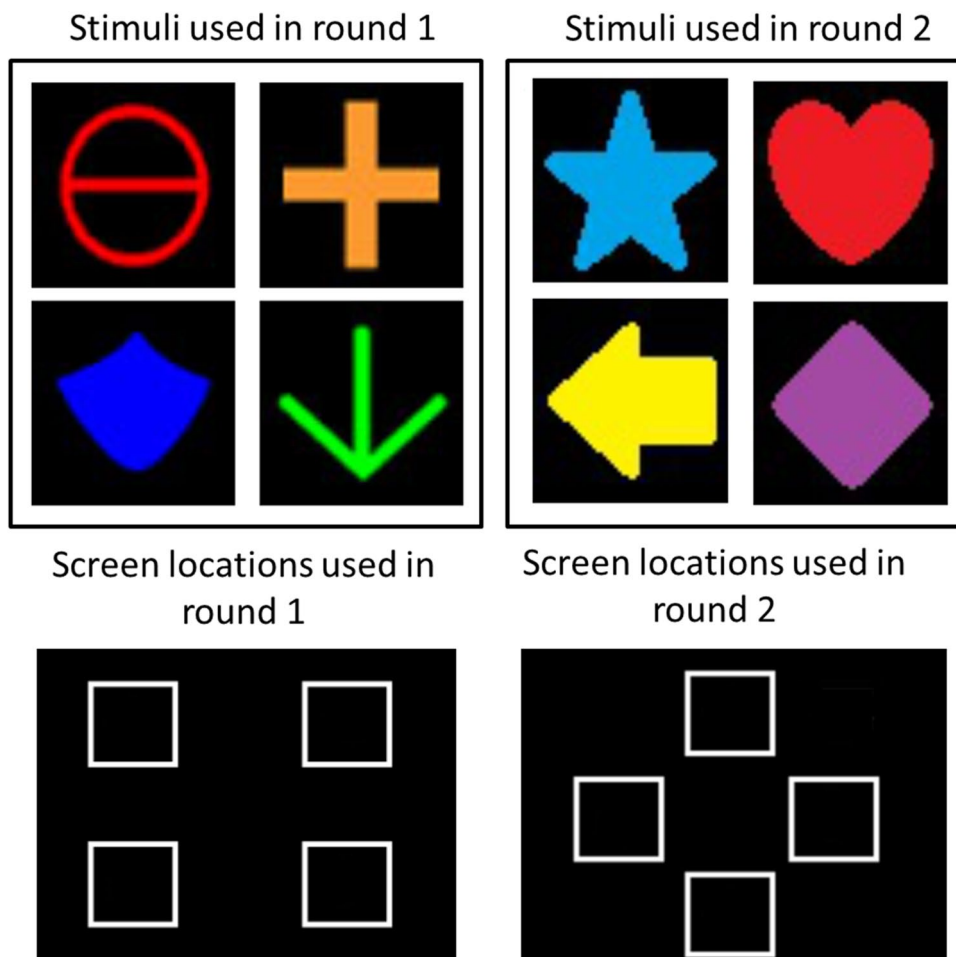 Stimuli used in round 1
Stimuli used in round 2
Screen locations used in
round 1
Screen locations used in
round 2